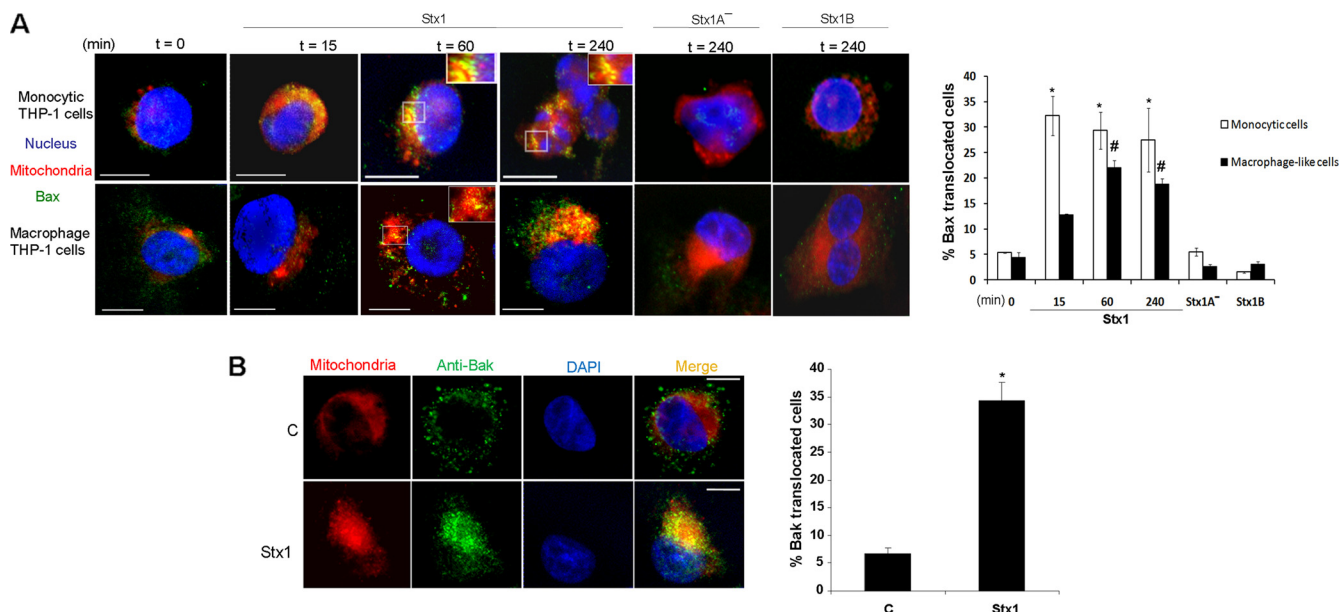 A
Stx1
Stx1A⁻
Stx1B
(min)
t = 0
t = 15
t = 60
t = 240
t = 240
t = 240
Monocytic
THP-1 cells
Nucleus
Mitochondria
Bax
Macrophage
THP-1 cells
% Bax translocated cells
40
35
30
25
20
15
10
5
0
*
*
*
#
#
Monocytic cells
Macrophage-like cells
(min) 0 15 60 240 Stx1A⁻ Stx1B
Stx1
B
Mitochondria
Anti-Bak
DAPI
Merge
C
Stx1
% Bak translocated cells
40
35
30
25
20
15
10
5
0
*
C
Stx1